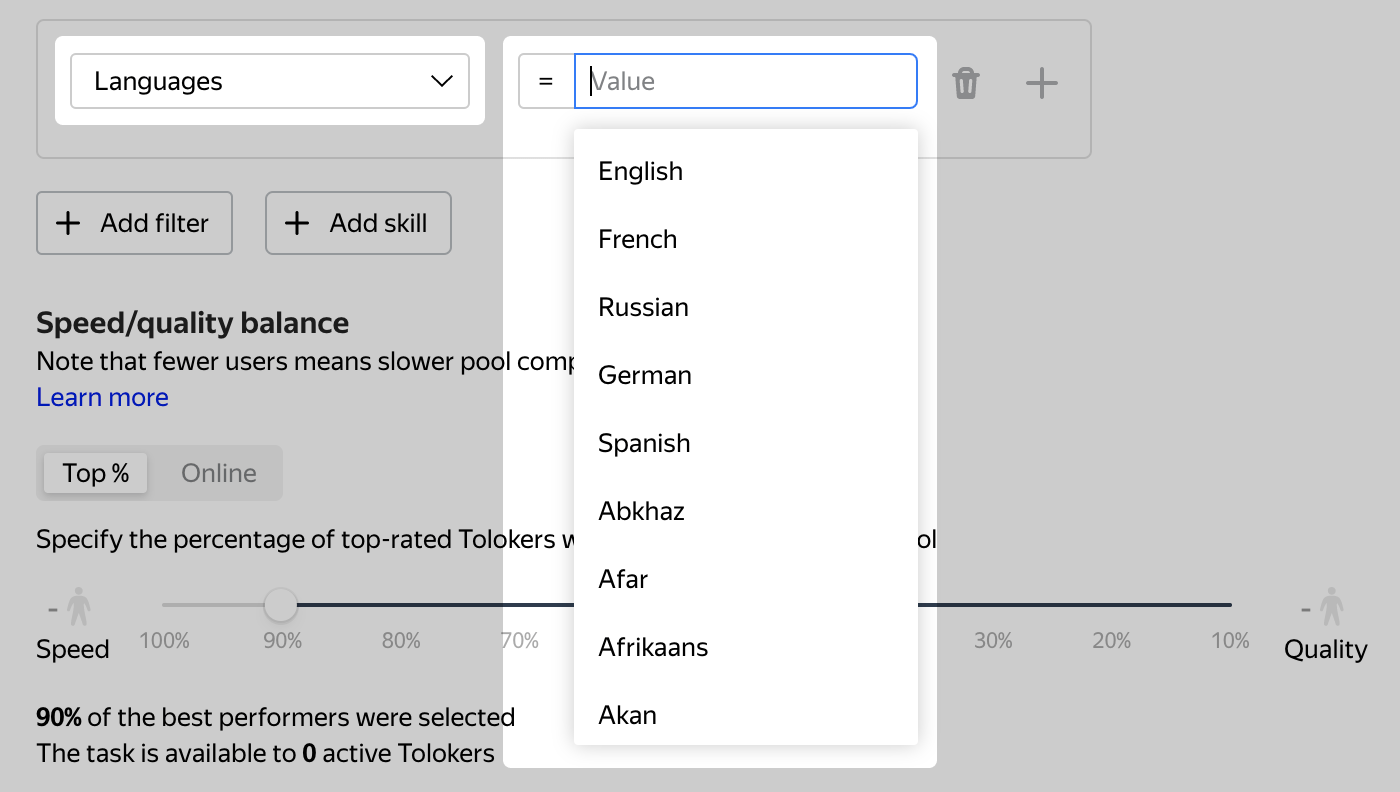 Languages
= Value
English
French
Russian
German
Spanish
Abkhaz
Afar
Afrikaans
Akan
+ Add filter
+ Add skill
Speed/quality balance
Note that fewer users means slower pool
Learn more
Top % Online
Specify the percentage of top-rated Tolokers
- -
100% 90% 80% 70% 30% 20% 10%
Speed Quality
90% of the best performers were selected
The task is available to 0 active Tolokers